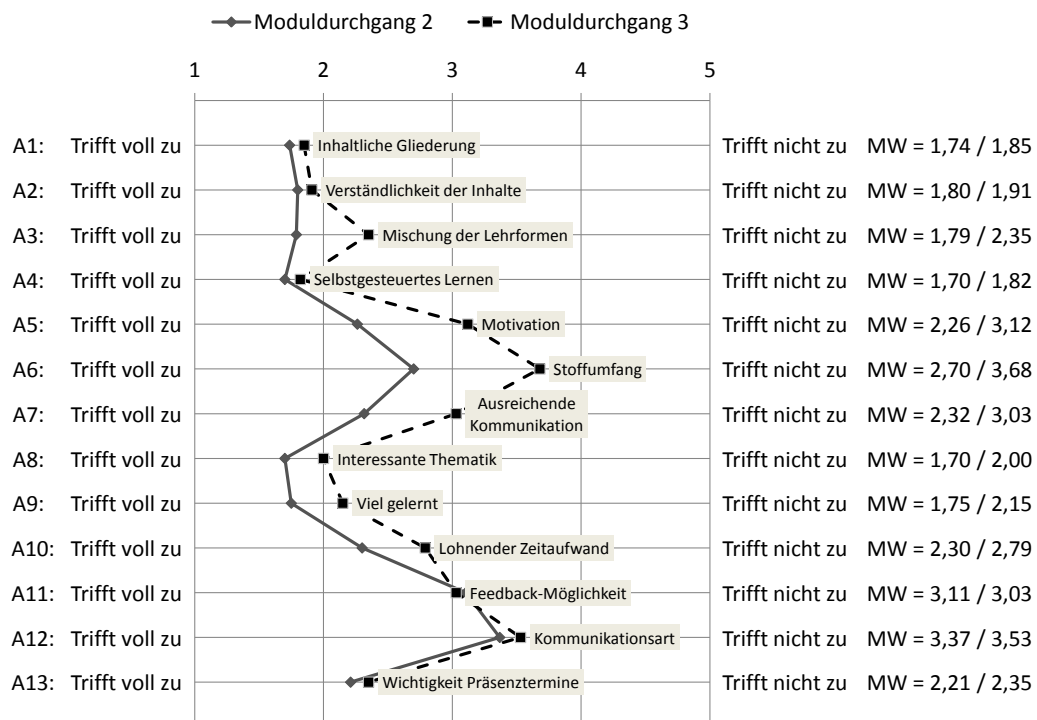 Moduldurchgang 2 Moduldurchgang 3
1 2 3 4 5
A1: Trifft voll zu Inhaltliche Gliederung Trifft nicht zu MW = 1,74 / 1,85
A2: Trifft voll zu Verständlichkeit der Inhalte Trifft nicht zu MW = 1,80 / 1,91
A3: Trifft voll zu Mischung der Lehrformen Trifft nicht zu MW = 1,79 / 2,35
A4: Trifft voll zu Selbstgesteuertes Lernen Trifft nicht zu MW = 1,70 / 1,82
A5: Trifft voll zu Motivation Trifft nicht zu MW = 2,26 / 3,12
A6: Trifft voll zu Stoffumfang Trifft nicht zu MW = 2,70 / 3,68
A7: Trifft voll zu Ausreichende Kommunikation Trifft nicht zu MW = 2,32 / 3,03
A8: Trifft voll zu Interessante Thematik Trifft nicht zu MW = 1,70 / 2,00
A9: Trifft voll zu Viel gelernt Trifft nicht zu MW = 1,75 / 2,15
A10: Trifft voll zu Lohnender Zeitaufwand Trifft nicht zu MW = 2,30 / 2,79
A11: Trifft voll zu Feedback-Möglichkeit Trifft nicht zu MW = 3,11 / 3,03
A12: Trifft voll zu Kommunikationsart Trifft nicht zu MW = 3,37 / 3,53
A13: Trifft voll zu Wichtigkeit Präsenztermine Trifft nicht zu MW = 2,21 / 2,35